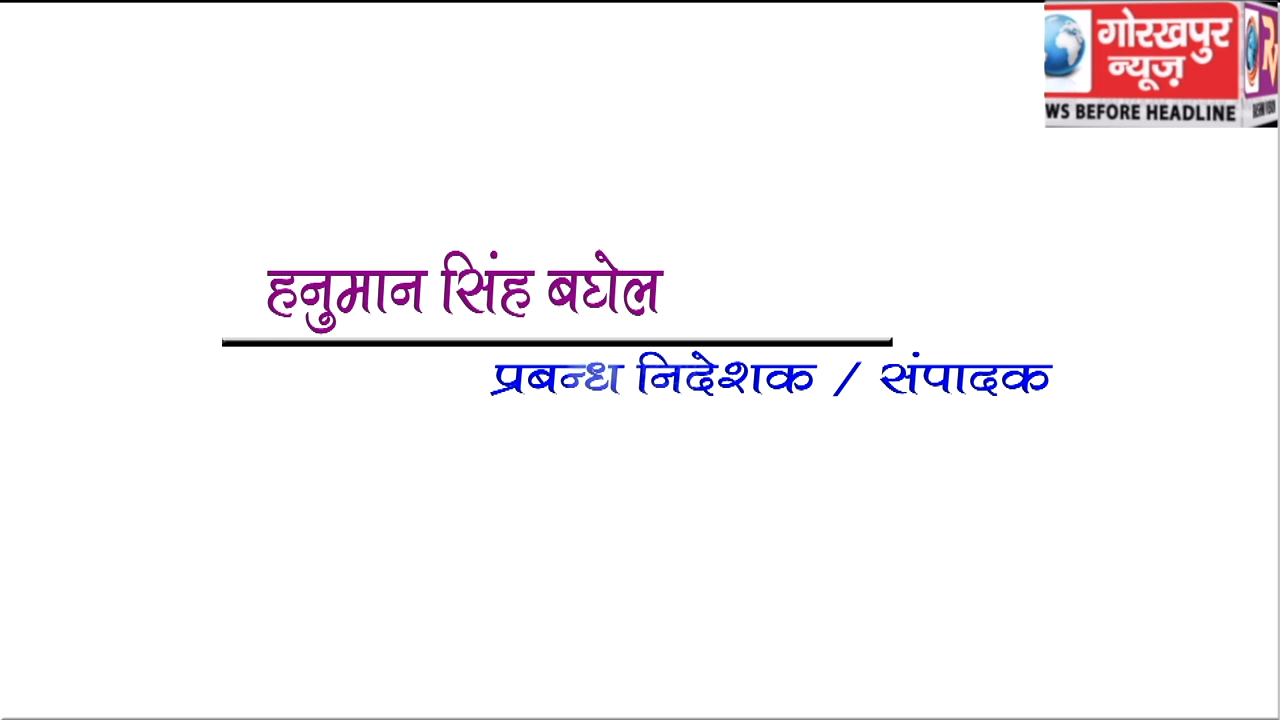 गोरखपुर
न्यूज़
WS BEFORE HEADLINE
हनुमान सिंह बघेल
प्रबन्ध निदेशक / संपादक